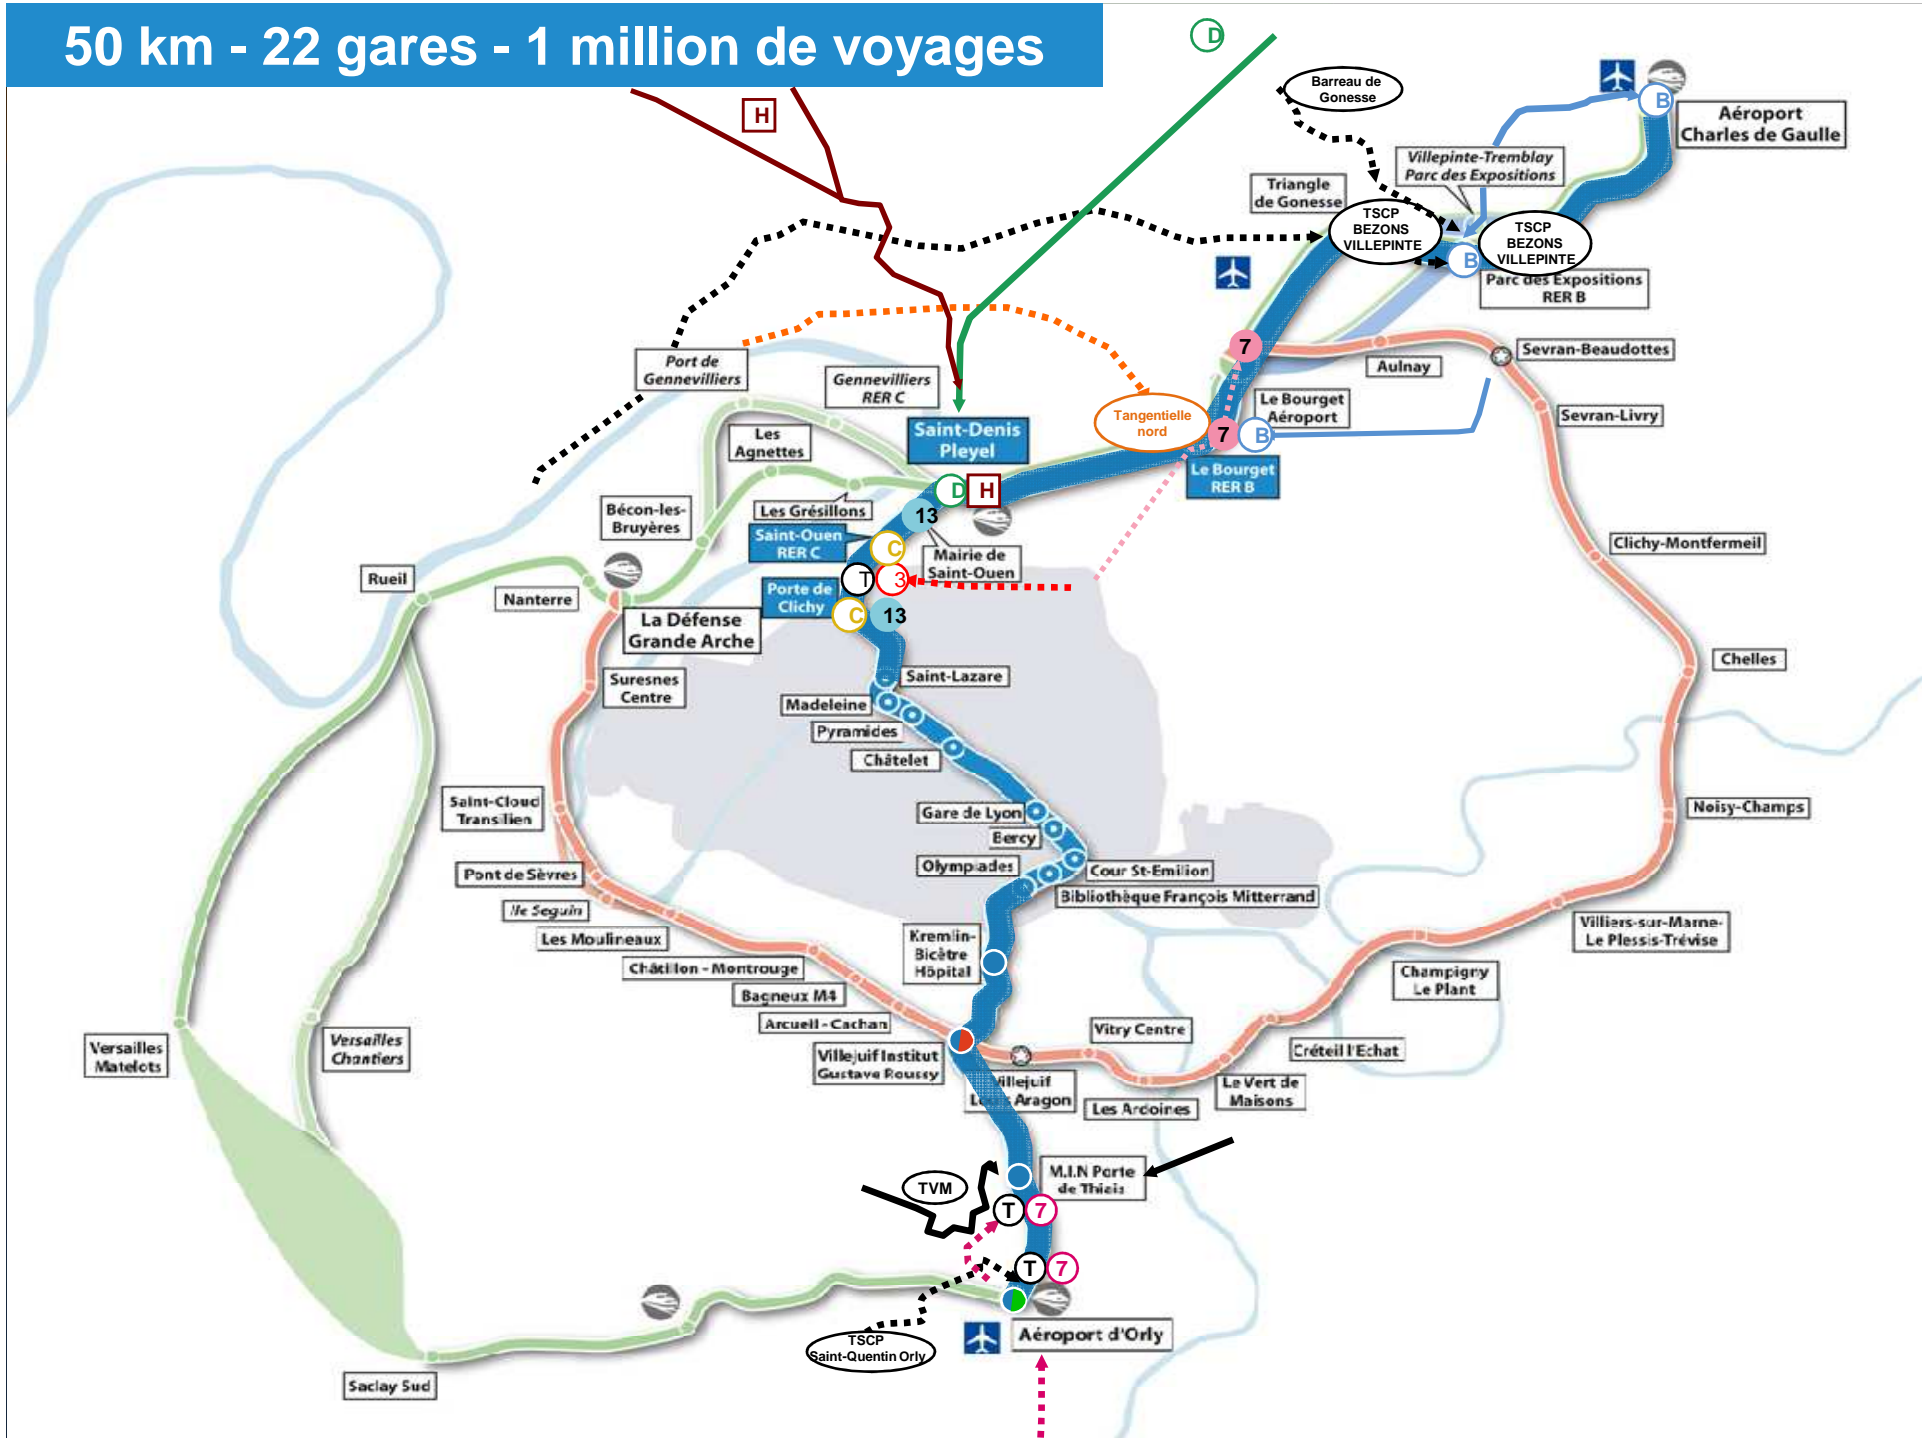 50 km - 22 gares - 1 million de voyages
D
H
Barreau de
Gonesse
B
Aéroport
Charles de Gaulle
Villepinte-Tremblay
Parc des Expositions
Triangle
de Gonesse
TSCP
BEZONS
VILLEPINTE
TSCP
BEZONS
VILLEPINTE
B
Parc des Expositions
RER B
7
Aulnay
Sevran-Beaudottes
Port de
Gennevilliers
Gennevilliers
RER C
Le Bourget
Aéroport
Sevran-Livry
Tangentielle
nord
7
B
Saint-Denis
Pleyel
Les
Agnettes
Le Bourget
RER B
D
H
Les Grésillons
Bécon-les-
Bruyères
13
Saint-Ouen
RER C
C
Mairie de
Saint-Ouen
Clichy-Montfermeil
Rueil
Nanterre
T
3
Porte de
Clichy
C
13
La Défense
Grande Arche
Chelles
Saint-Lazare
Suresnes
Centre
Madeleine
Pyramides
Châtelet
Saint-Cloud
Transilien
Gare de Lyon
Noisy-Champs
Bercy
Olympiades
Cour St-Emilion
Pont de Sèvres
Bibliothèque François Mitterrand
Ile Seguin
Les Moulineaux
Villiers-sur-Marne-
Le Plessis-Trévise
Kremlin-
Bicêtre
Hôpital
Châtillon - Montrouge
Champigny
Le Plant
Bagneux M4
Arcueil - Cachan
Vitry Centre
Versailles
Matelots
Versailles
Chantiers
Créteil l'Echat
Villejuif Institut
Gustave Roussy
Villejuif
Louis Aragon
Le Vert de
Maisons
Les Ardoines
M.I.N Porte
de Thiais
TVM
T
7
T
7
TSCP
Saint-Quentin Orly
Aéroport d'Orly
Saclay Sud